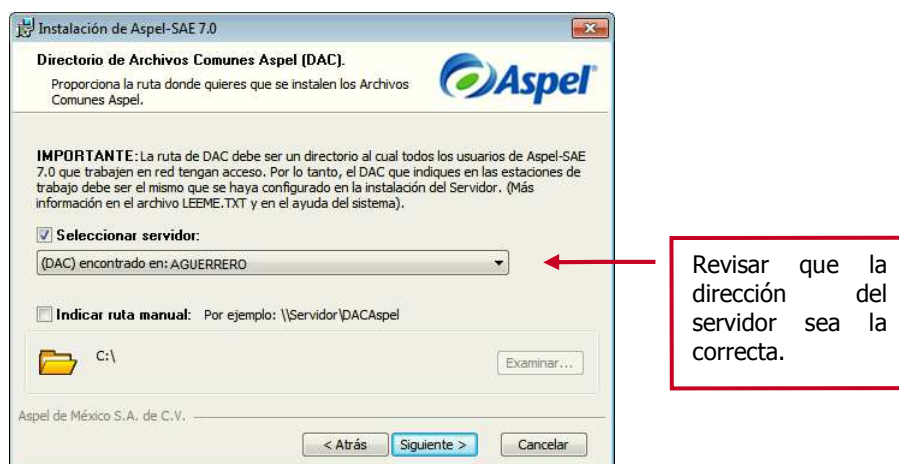 Instalación de Aspel-SAE 7.0
Directorio de Archivos Comunes Aspel (DAC).
Proporciona la ruta donde quieres que se instalen los Archivos
Comunes Aspel.
Aspel
IMPORTANTE: La ruta de DAC debe ser un directorio al cual todos los usuarios de Aspel-SAE
7.0 que trabajen en red tengan acceso. Por lo tanto, el DAC que indiques en las estaciones de
trabajo debe ser el mismo que se haya configurado en la instalación del Servidor. (Más
información en el archivo LEEME.TXT y en el ayuda del sistema).
Seleccionar servidor:
(DAC) encontrado en: AGUERRERO
Indicar ruta manual: Por ejemplo: \\Servidor\DACAspel
C:\
Examinar...
Aspel de México S.A. de C.V.
< Atrás Siguiente > Cancelar
Revisar que la
dirección del
servidor sea la
correcta.